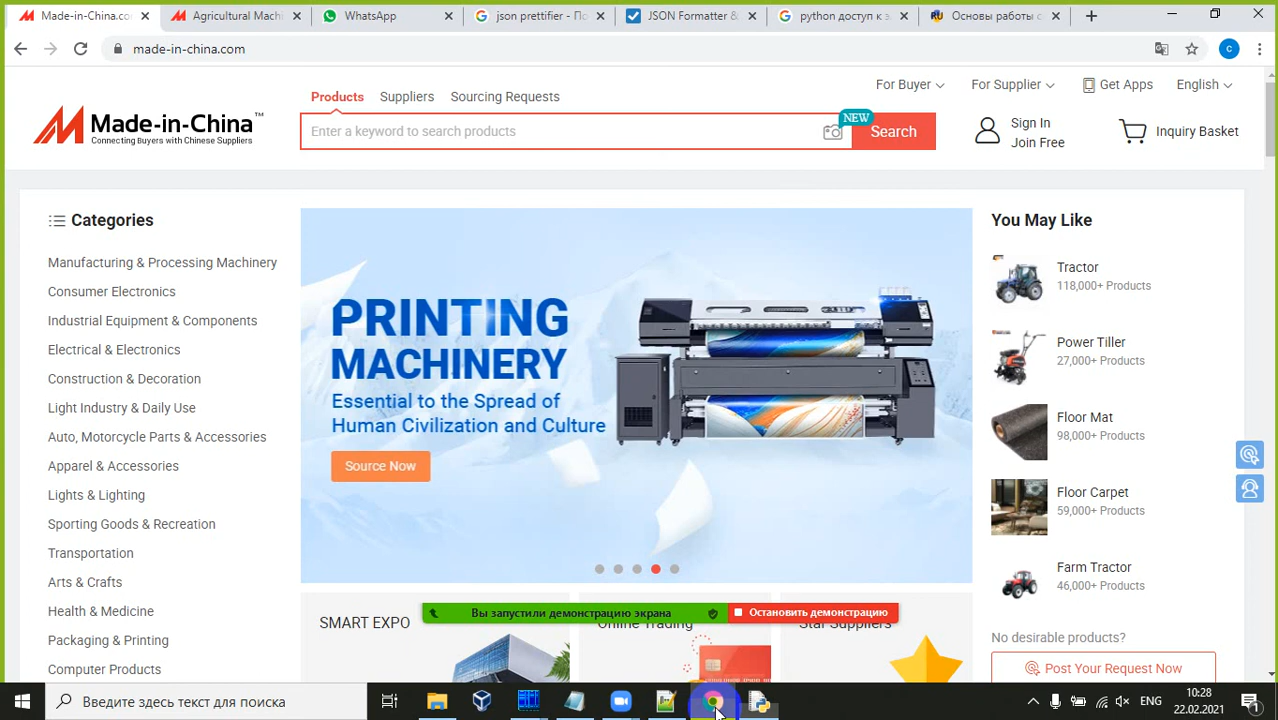 Made-in-China.co
Agricultural Machi
WhatsApp
json prettifier - По
JSON Formatter &
python доступ к э
Основы работы с
made-in-china.com
C
For Buyer
For Supplier
Get Apps
English
Products
Suppliers
Sourcing Requests
Made-in-China™
Connecting Buyers with Chinese Suppliers
Enter a keyword to search products
NEW
Search
Sign In
Join Free
Inquiry Basket
Categories
Manufacturing & Processing Machinery
Consumer Electronics
Industrial Equipment & Components
Electrical & Electronics
Construction & Decoration
Light Industry & Daily Use
Auto, Motorcycle Parts & Accessories
Apparel & Accessories
Lights & Lighting
Sporting Goods & Recreation
Transportation
Arts & Crafts
Health & Medicine
Packaging & Printing
Computer Products
PRINTING
MACHINERY
Essential to the Spread of
Human Civilization and Culture
Source Now
You May Like
Tractor
118,000+ Products
Power Tiller
27,000+ Products
Floor Mat
98,000+ Products
Floor Carpet
59,000+ Products
Farm Tractor
46,000+ Products
No desirable products?
Post Your Request Now
Вы запустили демонстрацию экрана
Остановить демонстрацию
SMART EXPO
Online Trading
Star Suppliers
Введите здесь текст для поиска
ENG
10:28
22.02.2021
1